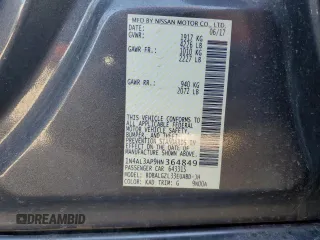 MFD BY NISSAN MOTOR CO., LTD.
06/17
GVWR: 1917 KG
4226 LB
GAWR FR: 1010 KG
2227 LB
GAWR RR: 940 KG
2072 LB
THIS VEHICLE CONFORMS TO ALL
APPLICABLE FEDERAL MOTOR VEHICLE
SAFETY, BUMPER, AND THEFT
PREVENTION STANDARDS IN
EFFECT ON THE DATE OF
MANUFACTURE SHOWN ABOVE.
1N4AL3AP9HN364849
PASSENGER CAR
MODEL:
COLOR: KAD TRIM: G
BIDAMBID